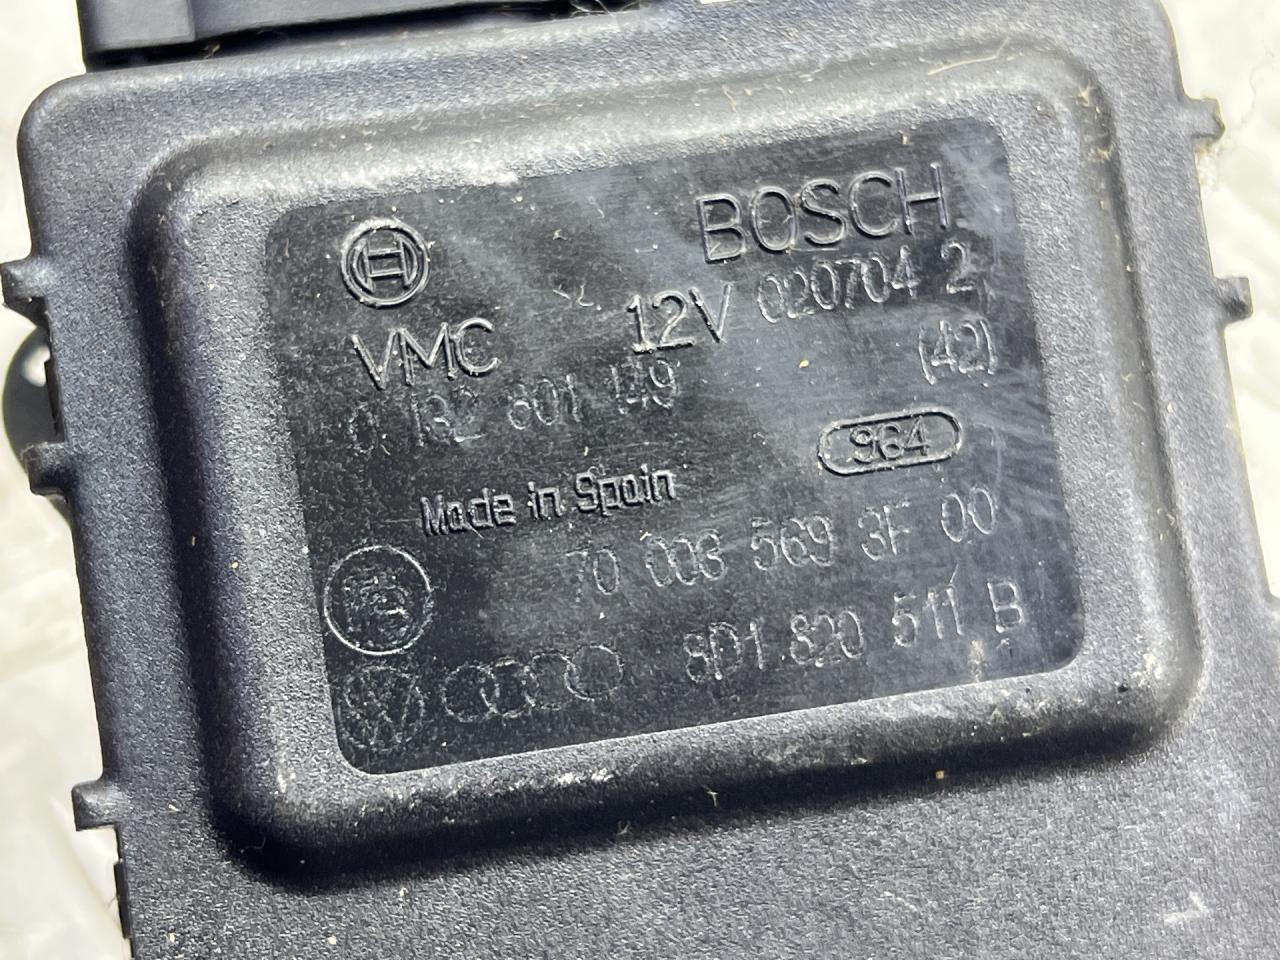 BOSCH
VMC 12V 020704 2
0 132 801 149 (42)
964
Made in Spain
70 003 569 3F 00
8D1 820 511 B